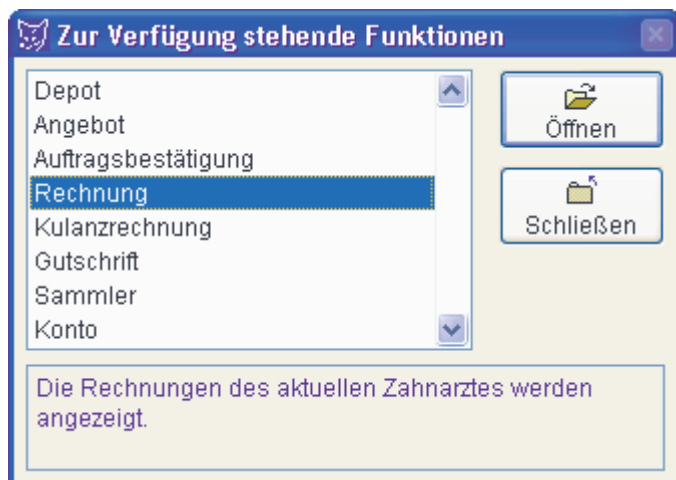 Zur Verfügung stehende Funktionen
Depot
Angebot
Auftragsbestätigung
Rechnung
Kulanzrechnung
Gutschrift
Sammler
Konto
Öffnen
Schließen
Die Rechnungen des aktuellen Zahnarztes werden
angezeigt.